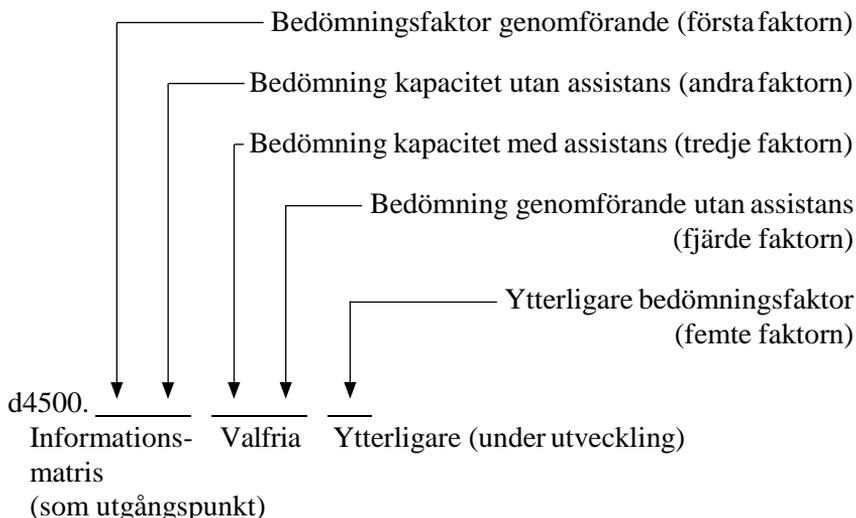 Bedömningsfaktor genomförande (första faktorn)
Bedömning kapacitet utan assistans (andra faktorn)
Bedömning kapacitet med assistans (tredje faktorn)
Bedömning genomförande utan assistans
(fjärde faktorn)
Ytterligare bedömningsfaktor
(femte faktorn)
d4500.
Informations- Valfria Ytterligare (under utveckling)
matris
(som utgångspunkt)